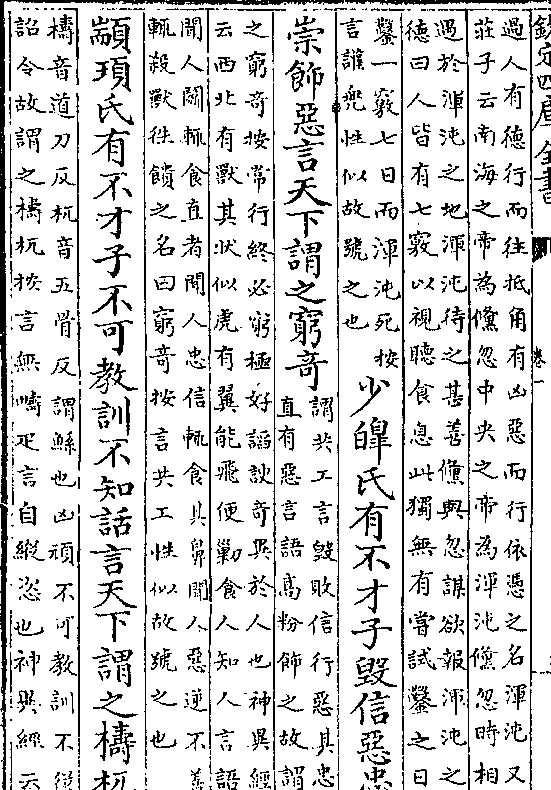 欽定四庫全書
卷一
過人有德行而往抵角有凶惡而行依憑之名渾沌又
莊子云南海之帝為儵忽中央之帝為渾沌儵忽時相
遇於渾沌之地渾沌待之甚善儵與忽謀欲報渾沌之
德曰人皆有七竅以視聽食息此獨無有嘗試鑿之日
鑿一竅七日而渾沌死按
言讙兜性似故號之也
少皥氏有不才子毀信惡忠
崇飾惡言天下謂之窮奇
謂共工言毀敗信行惡其忠
直有惡言語高粉飾之故謂
之窮奇按常行終必窮極好諂諛奇異於人也神異經
云西北有獸其狀似虎有翼能飛便勦食人知人言語
聞人鬬輒食直者聞人忠信輒食其鼻聞人惡逆不善
輒殺獸往饋之名曰窮奇按言共工性似故號之也
顓頊氏有不才子不可教訓不知話言天下謂之檮杌
檮音道刀反杌音五骨反謂鯀也凶頑不可教訓不從
詔令故謂之檮杌按言無疇匹言自縱恣也神異經云